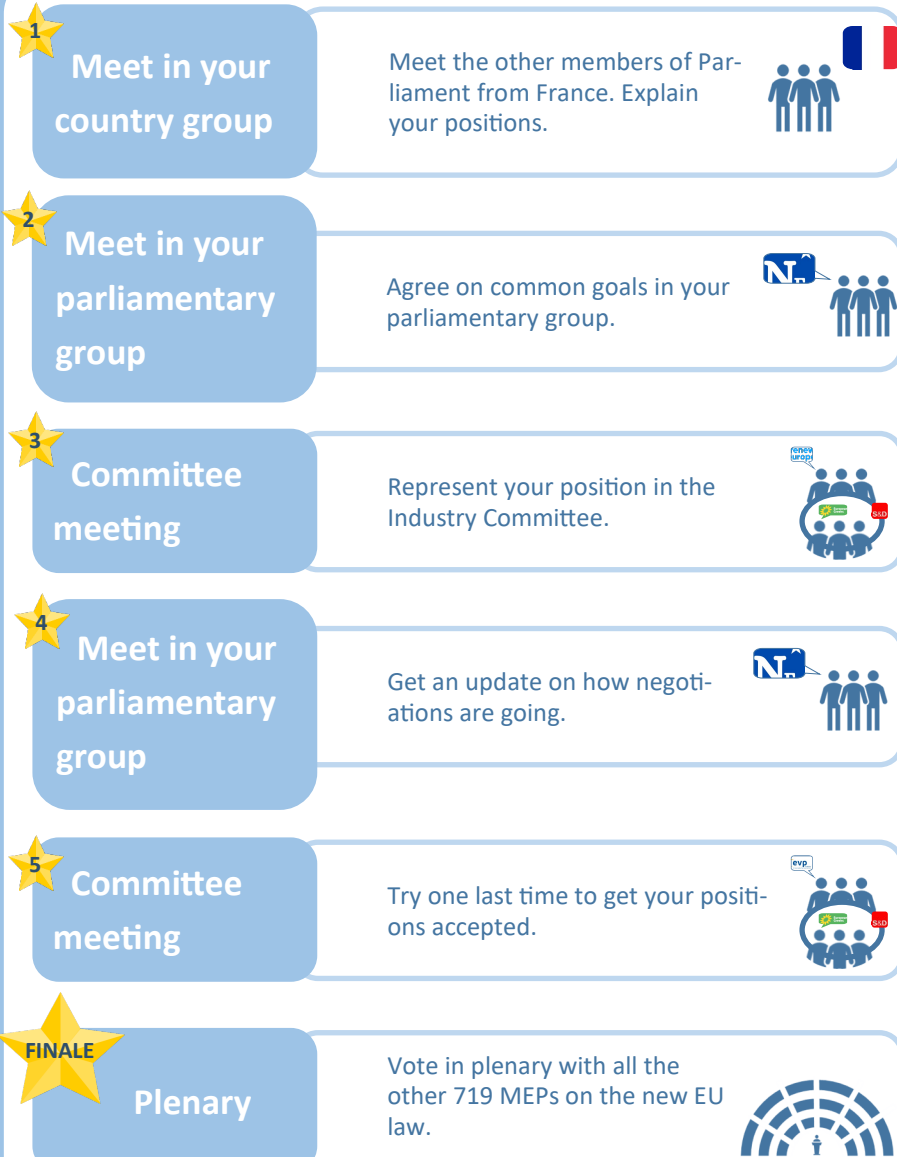 1
Meet in your
country group
Meet the other members of Par-
liament from France. Explain
your positions.
2
Meet in your
parliamentary
group
Agree on common goals in your
parliamentary group.
N
3
Committee
meeting
Represent your position in the
Industry Committee.
S&D
4
Meet in your
parliamentary
group
Get an update on how negoti-
ations are going.
N
5
Committee
meeting
Try one last time to get your positi-
ons accepted.
evp
S&D
FINALE
Plenary
Vote in plenary with all the
other 719 MEPs on the new EU
law.